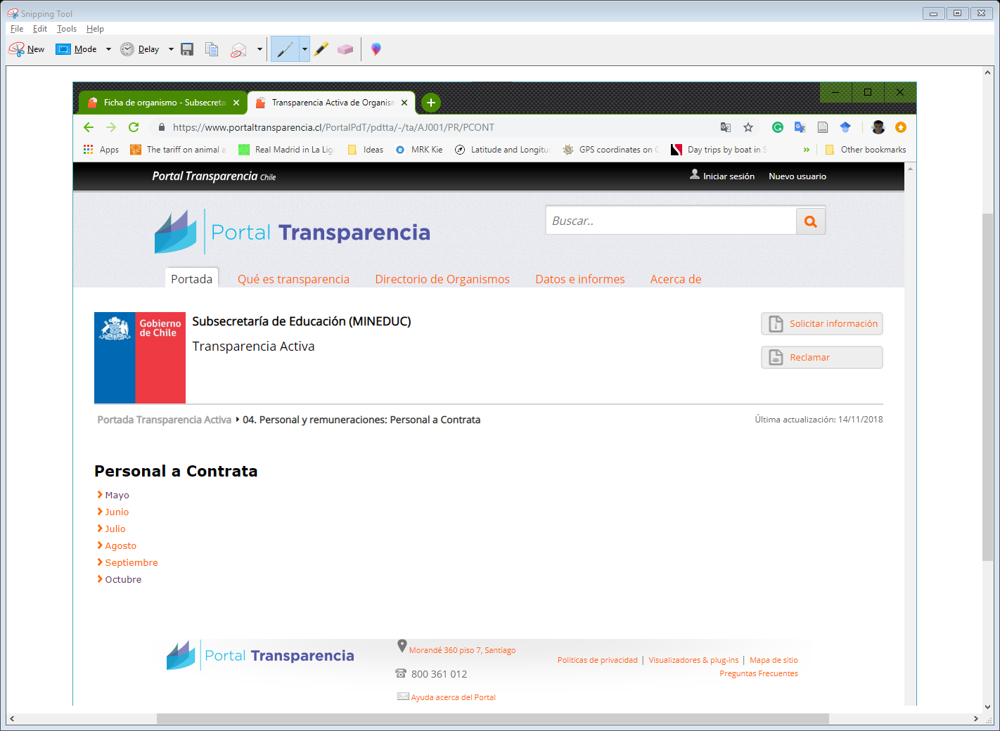 Snipping Tool
File Edit Tools Help
New Mode Delay
Ficha de organismo - Subsecreta
Transparencia Activa de Organism
https://www.portaltransparencia.cl/PortalPdT/pdtta/-/ta/AJ001/PR/PCONT
Apps The tariff on animal a Real Madrid in La Lig Ideas MRK Kie Latitude and Longitu GPS coordinates on G Day trips by boat in S » Other bookmarks
Portal Transparencia Chile Iniciar sesión Nuevo usuario
Portal Transparencia
Buscar..
Portada Qué es transparencia Directorio de Organismos Datos e informes Acerca de
Gobierno de Chile
Subsecretaría de Educación (MINEDUC)
Transparencia Activa
Solicitar información
Reclamar
Portada Transparencia Activa 04. Personal y remuneraciones: Personal a Contrata Última actualización: 14/11/2018
Personal a Contrata
Mayo
Junio
Julio
Agosto
Septiembre
Octubre
Portal Transparencia
Morandé 360 piso 7, Santiago
800 361 012
Ayuda acerca del Portal
Políticas de privacidad | Visualizadores & plug-ins | Mapa de sitio
Preguntas Frecuentes